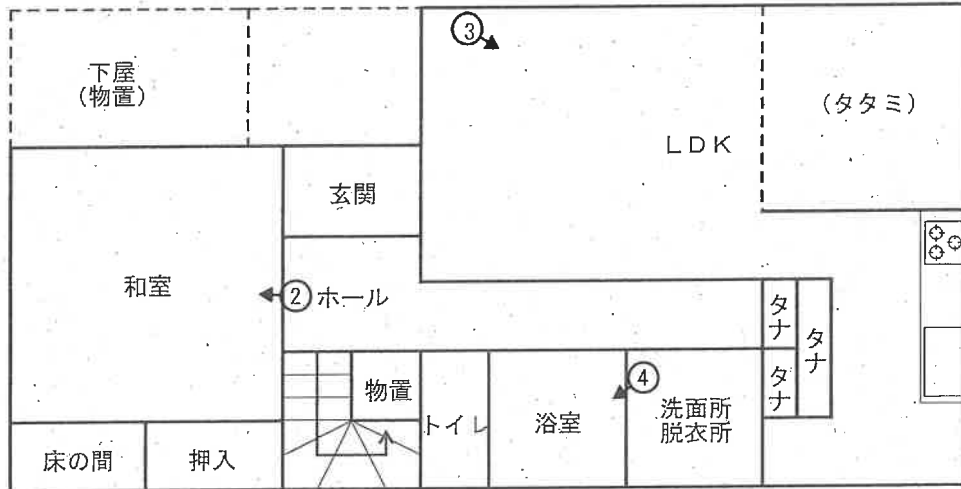 ③
下屋
(物置)
(タタミ)
LDK
玄関
和室
②
ホール
タナ
タナ
タナ
物置
④
トイレ
浴室
洗面所
脱衣所
床の間
押入